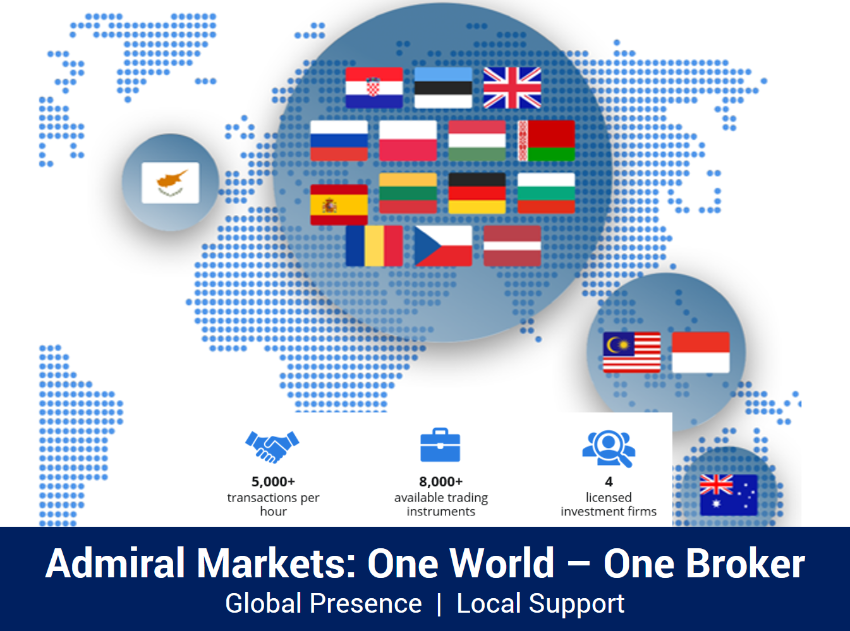 5,000+
transactions per
hour
8,000+
available trading
instruments
4
licensed
investment firms
Admiral Markets: One World – One Broker
Global Presence | Local Support